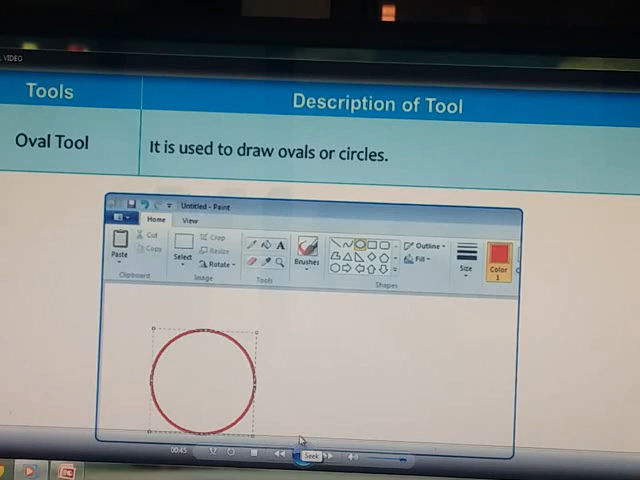 VIDEO
Tools
Description of Tool
Oval Tool
It is used to draw ovals or circles.
Untitled - Paint
Home
View
Cut
Copy
Paste
Clipboard
Crop
Resize
Rotate
Select
Image
A
Tools
Brushes
Outline
Fill
Shapes
Size
Color
1
00:45
Seek